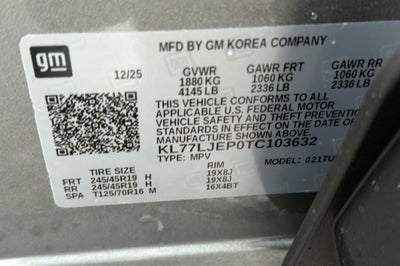 gm
MFD BY GM KOREA COMPANY
12/25 GVWR GAWR FRT GAWR RR
1880 KG 1060 KG 1060 KG
4145 LB 2336 LB 2336 LB
THIS VEHICLE CONFORMS TO ALL
APPLICABLE U.S. FEDERAL MOTOR
VEHICLE SAFETY AND THEFT PREVENTION
STANDARDS IN EFFECT ON THE DATE OF
MANUFACTURE SHOWN ABOVE.
KL77LJEP0TC103632
TYPE: MPV MODEL: 021TU
TIRE SIZE RIM
FRT 245/45R19 H 19X8J
RR 245/45R19 H 19X8J
SPA T125/70R16 M 16X4BT